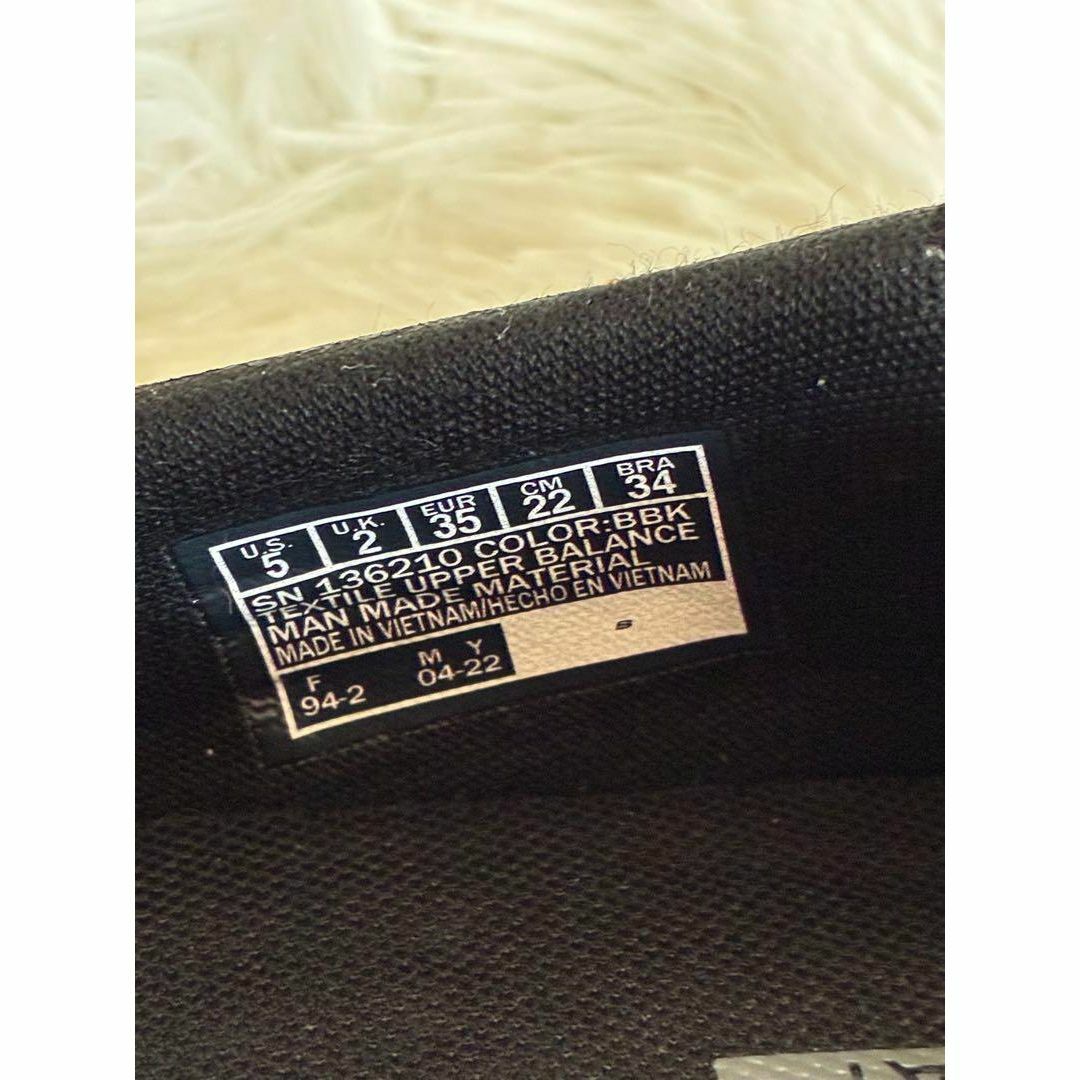 U.S. U.K. EUR CM BRA
5 2 35 22 34
SN 136210 COLOR:BBK
TEXTILE UPPER BALANCE
MAN MADE MATERIAL
MADE IN VIETNAM/HECHO EN VIETNAM
F M Y S
94-2 04-22